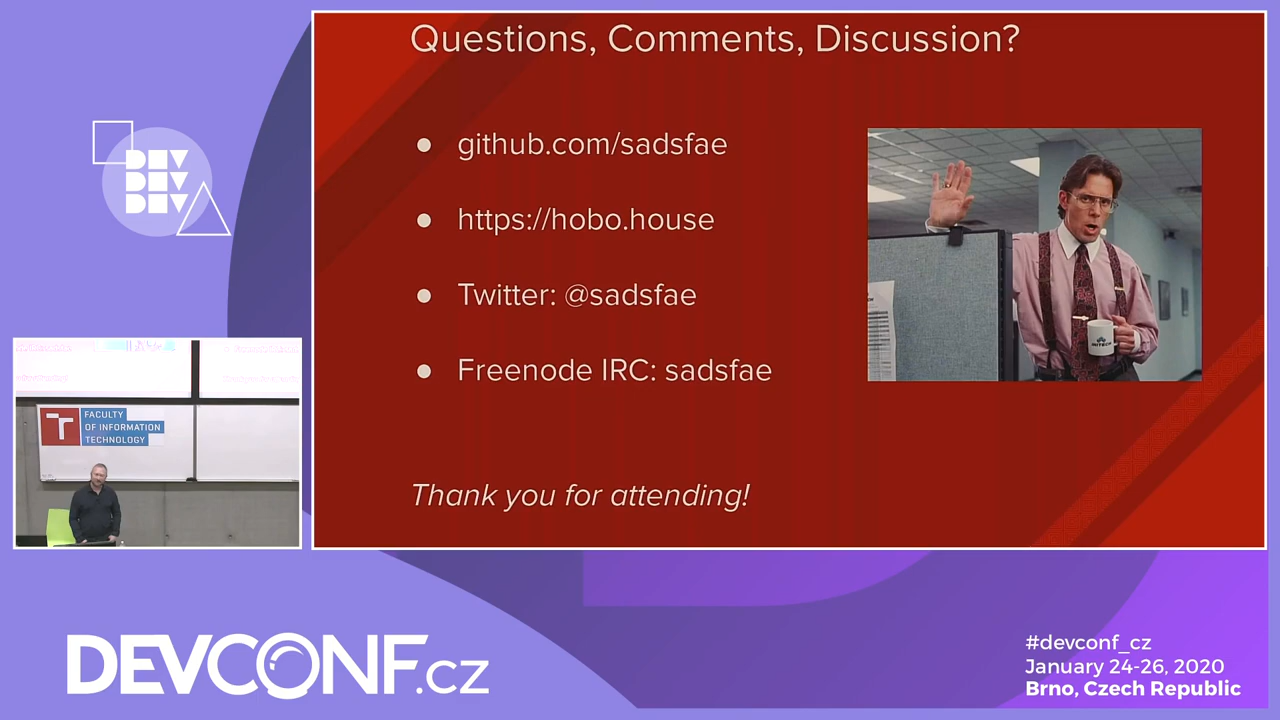 Questions, Comments, Discussion?
● github.com/sadsfae
● https://hobo.house
● Twitter: @sadsfae
● Freenode IRC: sadsfae
Thank you for attending!
INITECH
DEV
DEV
DEV
FACULTY
OF INFORMATION
TECHNOLOGY
DEVCONF.cz
#devconf_cz
January 24-26, 2020
Brno, Czech Republic